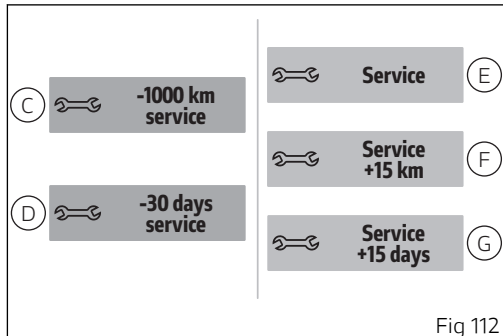 C
-1000 km
service
D
-30 days
service
E
Service
F
Service
+15 km
G
Service
+15 days
Fig 112